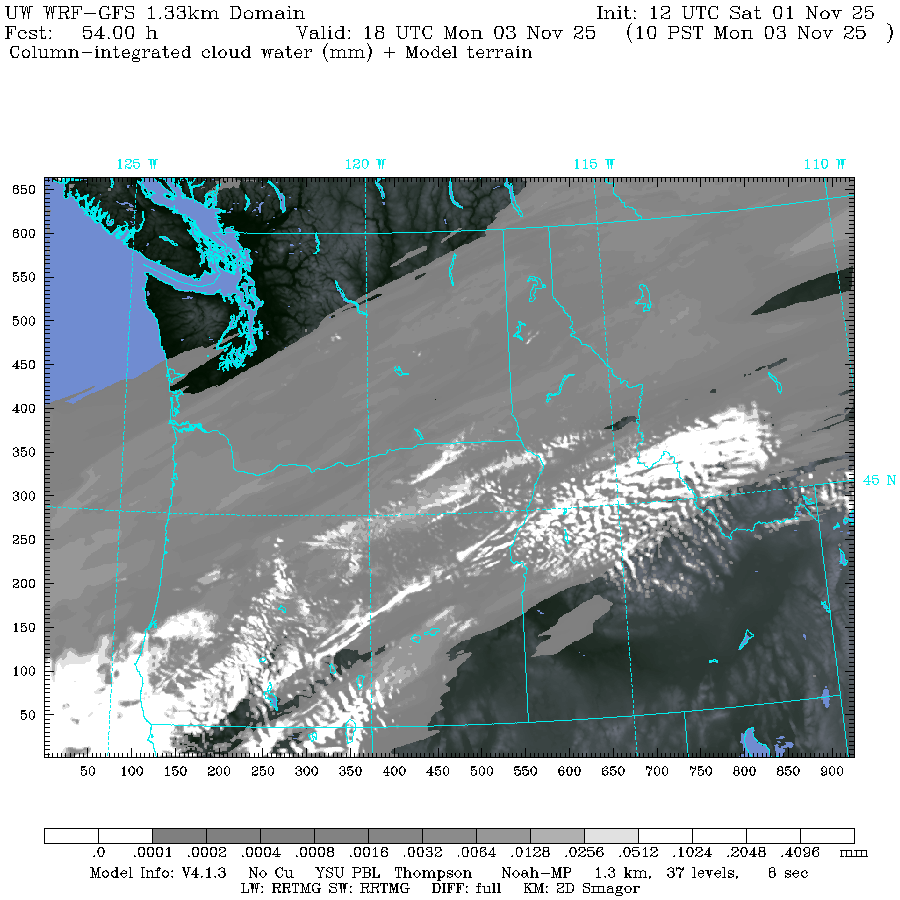 UW WRF-GFS 1.33km Domain Init: 12 UTC Sat 01 Nov 25
Fcst: 54.00 h Valid: 18 UTC Mon 03 Nov 25 (10 PST Mon 03 Nov 25 )
Column-integrated cloud water (mm) + Model terrain
125 W 120 W 115 W 110 W
650
600
550
500
450
400
350
300
45 N
250
200
150
100
50
50 100 150 200 250 300 350 400 450 500 550 600 650 700 750 800 850 900
.0 .0001 .0002 .0004 .0008 .0016 .0032 .0064 .0128 .0256 .0512 .1024 .2048 .4096 mm
Model Info: V4.1.3 No Cu YSU PBL Thompson Noah-MP 1.3 km, 37 levels, 8 sec
LW: RRTMG SW: RRTMG DIFF: full KM: 2D Smagor